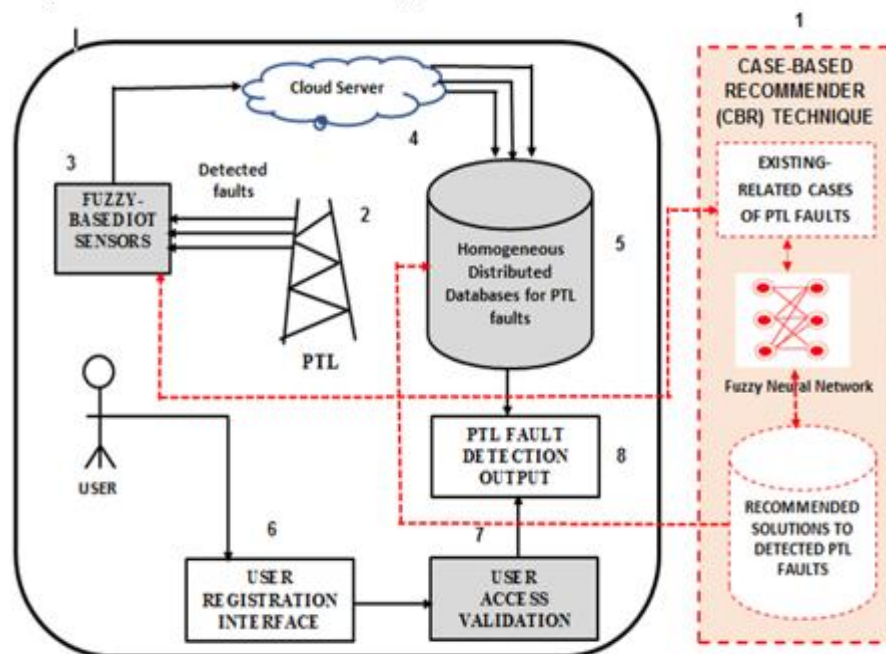 1
CASE-BASED
RECOMMENDER
(CBR) TECHNIQUE
EXISTING-
RELATED CASES
OF PTL FAULTS
Fuzzy Neural Network
RECOMMENDED
SOLUTIONS TO
DETECTED PTL
FAULTS
Cloud Server
4
3
Detected
faults
FUZZY-
BASED IOT
SENSORS
2
PTL
5
Homogeneous
Distributed
Databases for PTL
faults
USER
PTL FAULT
DETECTION
OUTPUT
8
6
7
USER
REGISTRATION
INTERFACE
USER
ACCESS
VALIDATION